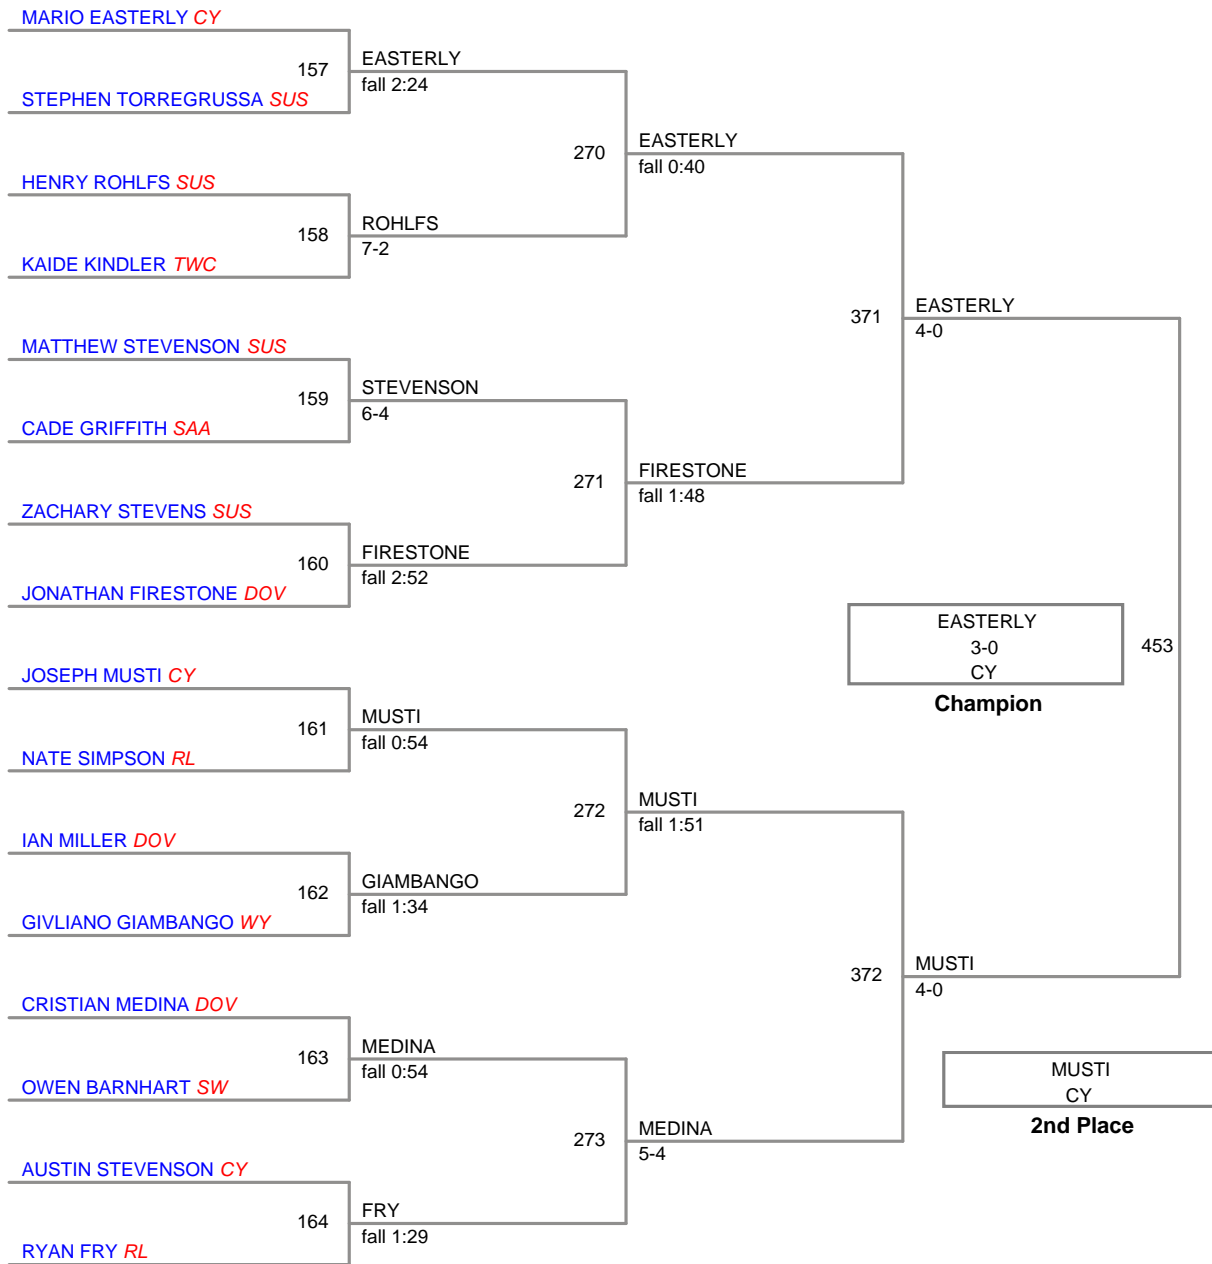 MARIO EASTERLY CY
157
EASTERLY
fall 2:24
STEPHEN TORREGRUSSA SUS
270
EASTERLY
fall 0:40
HENRY ROHLFS SUS
158
ROHLFS
7-2
KAIDE KINDLER TWC
371
EASTERLY
4-0
MATTHEW STEVENSON SUS
159
STEVENSON
6-4
CADE GRIFFITH SAA
271
FIRESTONE
fall 1:48
ZACHARY STEVENS SUS
160
FIRESTONE
fall 2:52
JONATHAN FIRESTONE DOV
EASTERLY
3-0
CY
Champion
453
JOSEPH MUSTI CY
161
MUSTI
fall 0:54
NATE SIMPSON RL
272
MUSTI
fall 1:51
IAN MILLER DOV
162
GIAMBANGO
fall 1:34
GIVLIANO GIAMBANGO WY
372
MUSTI
4-0
CRISTIAN MEDINA DOV
163
MEDINA
fall 0:54
OWEN BARNHART SW
MUSTI
CY
2nd Place
273
MEDINA
5-4
AUSTIN STEVENSON CY
164
FRY
fall 1:29
RYAN FRY RL